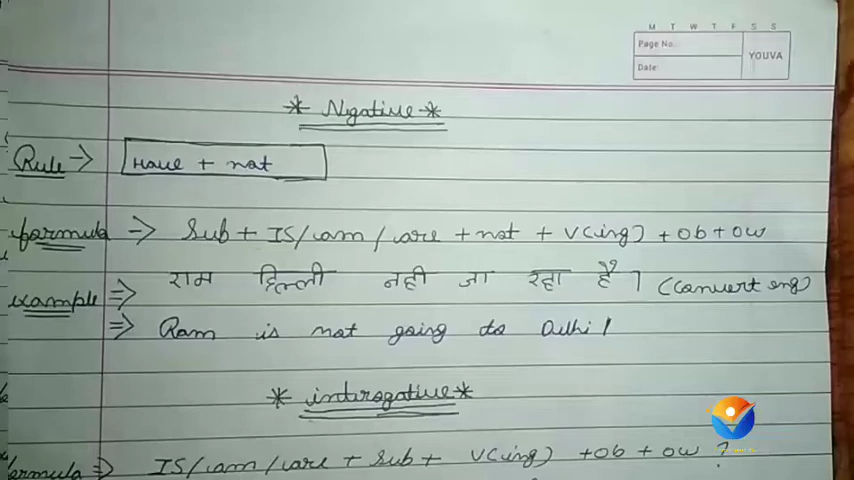 M T W T F S S
Page No.
Date:
YOUVA
* Negative *
Rule → Have + not
formula → Sub + IS/am/are + not + V(ing) + Ob + OW
example ⇒ राम दिल्ली नही जा रहा है । (Convert eng)
⇒ Ram is not going to Delhi /
* interogative *
formula ⇒ IS/am/are + Sub + V(ing) + Ob + OW ?